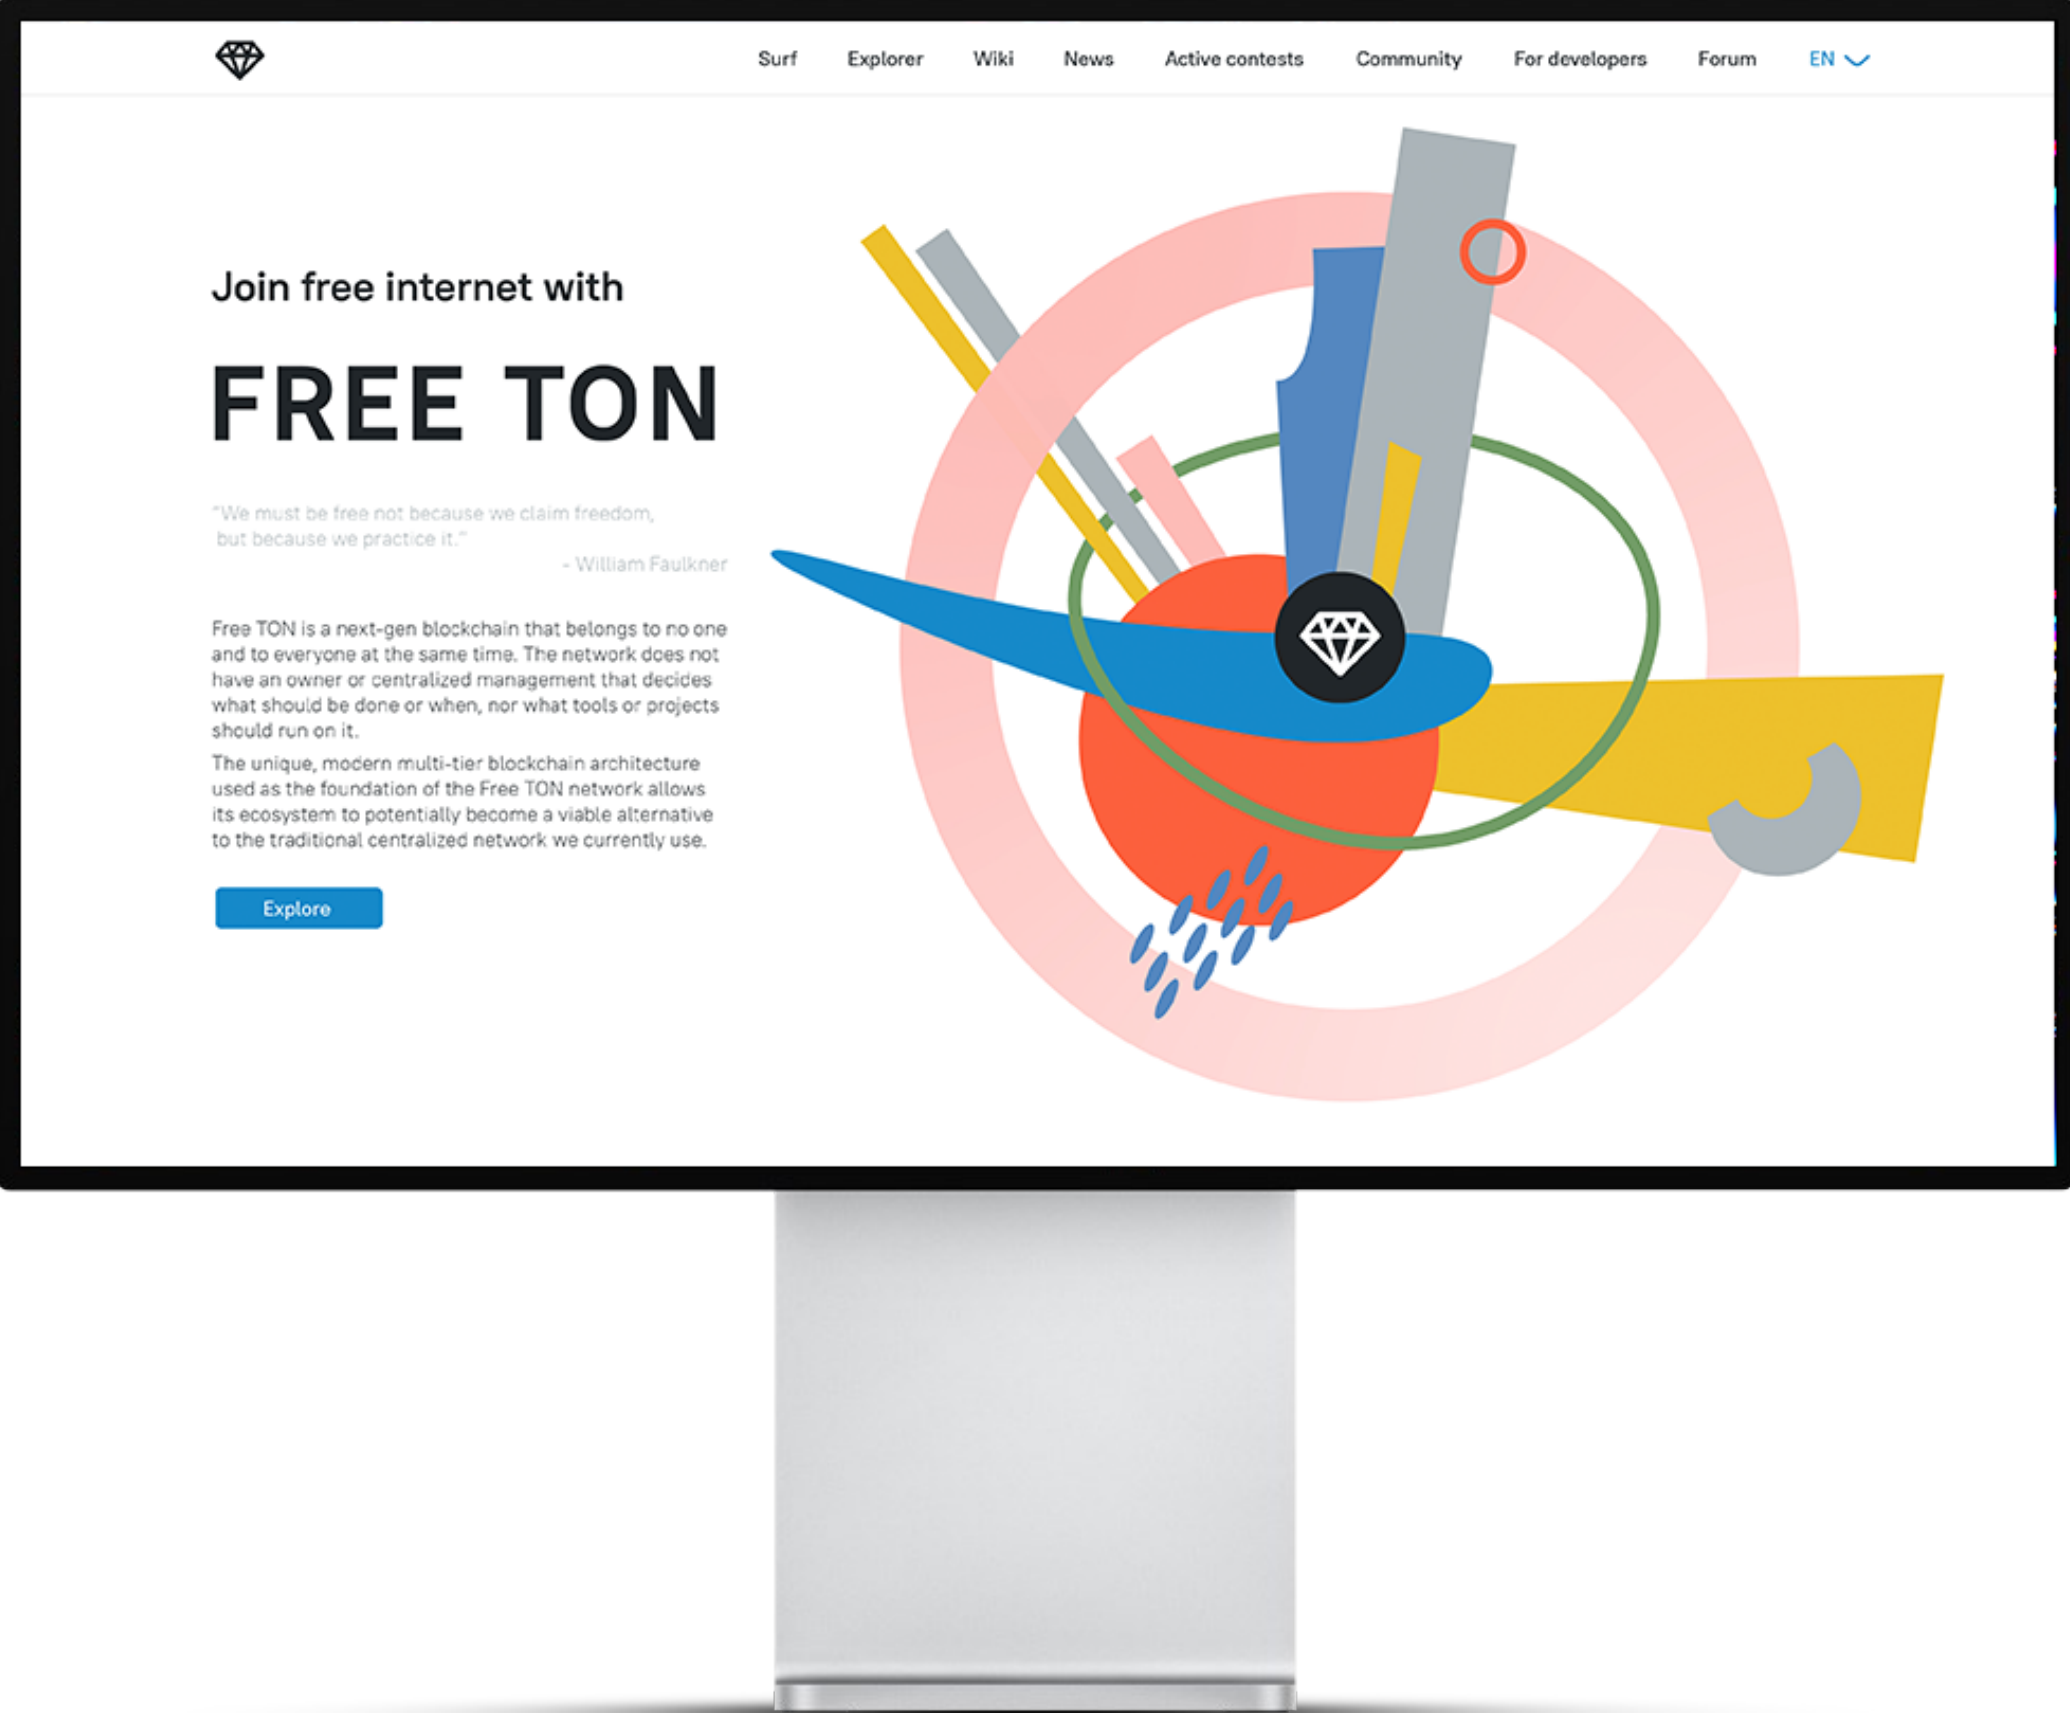 Surf Explorer Wiki News Active contests Community For developers Forum EN
Join free internet with
FREE TON
“We must be free not because we claim freedom,
but because we practice it.”
- William Faulkner
Free TON is a next-gen blockchain that belongs to no one
and to everyone at the same time. The network does not
have an owner or centralized management that decides
what should be done or when, nor what tools or projects
should run on it.
The unique, modern multi-tier blockchain architecture
used as the foundation of the Free TON network allows
its ecosystem to potentially become a viable alternative
to the traditional centralized network we currently use.
Explore